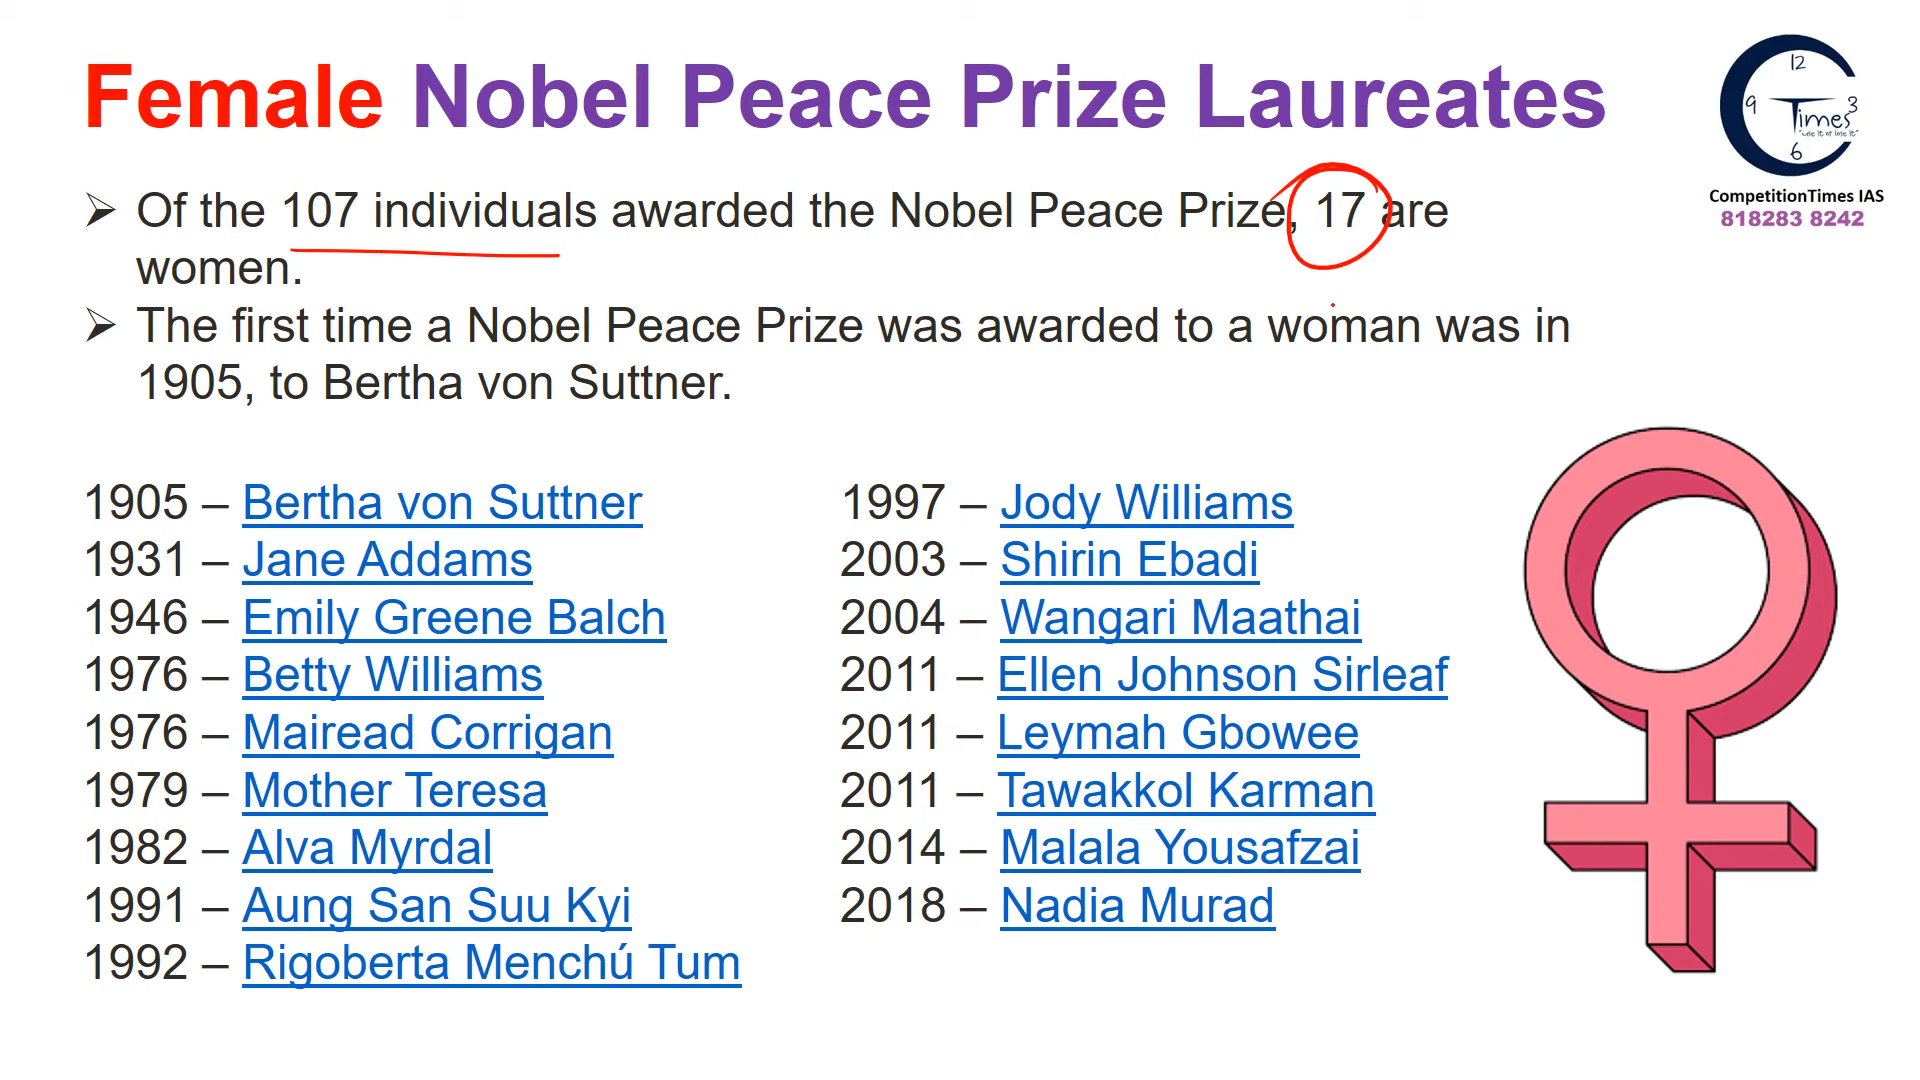 Female Nobel Peace Prize Laureates
12
9
3
Times
"use it or lose it"
6
CompetitionTimes IAS
818283 8242
➢ Of the 107 individuals awarded the Nobel Peace Prize, 17 are
women.
➢ The first time a Nobel Peace Prize was awarded to a woman was in
1905, to Bertha von Suttner.
1905 – Bertha von Suttner
1931 – Jane Addams
1946 – Emily Greene Balch
1976 – Betty Williams
1976 – Mairead Corrigan
1979 – Mother Teresa
1982 – Alva Myrdal
1991 – Aung San Suu Kyi
1992 – Rigoberta Menchú Tum
1997 – Jody Williams
2003 – Shirin Ebadi
2004 – Wangari Maathai
2011 – Ellen Johnson Sirleaf
2011 – Leymah Gbowee
2011 – Tawakkol Karman
2014 – Malala Yousafzai
2018 – Nadia Murad